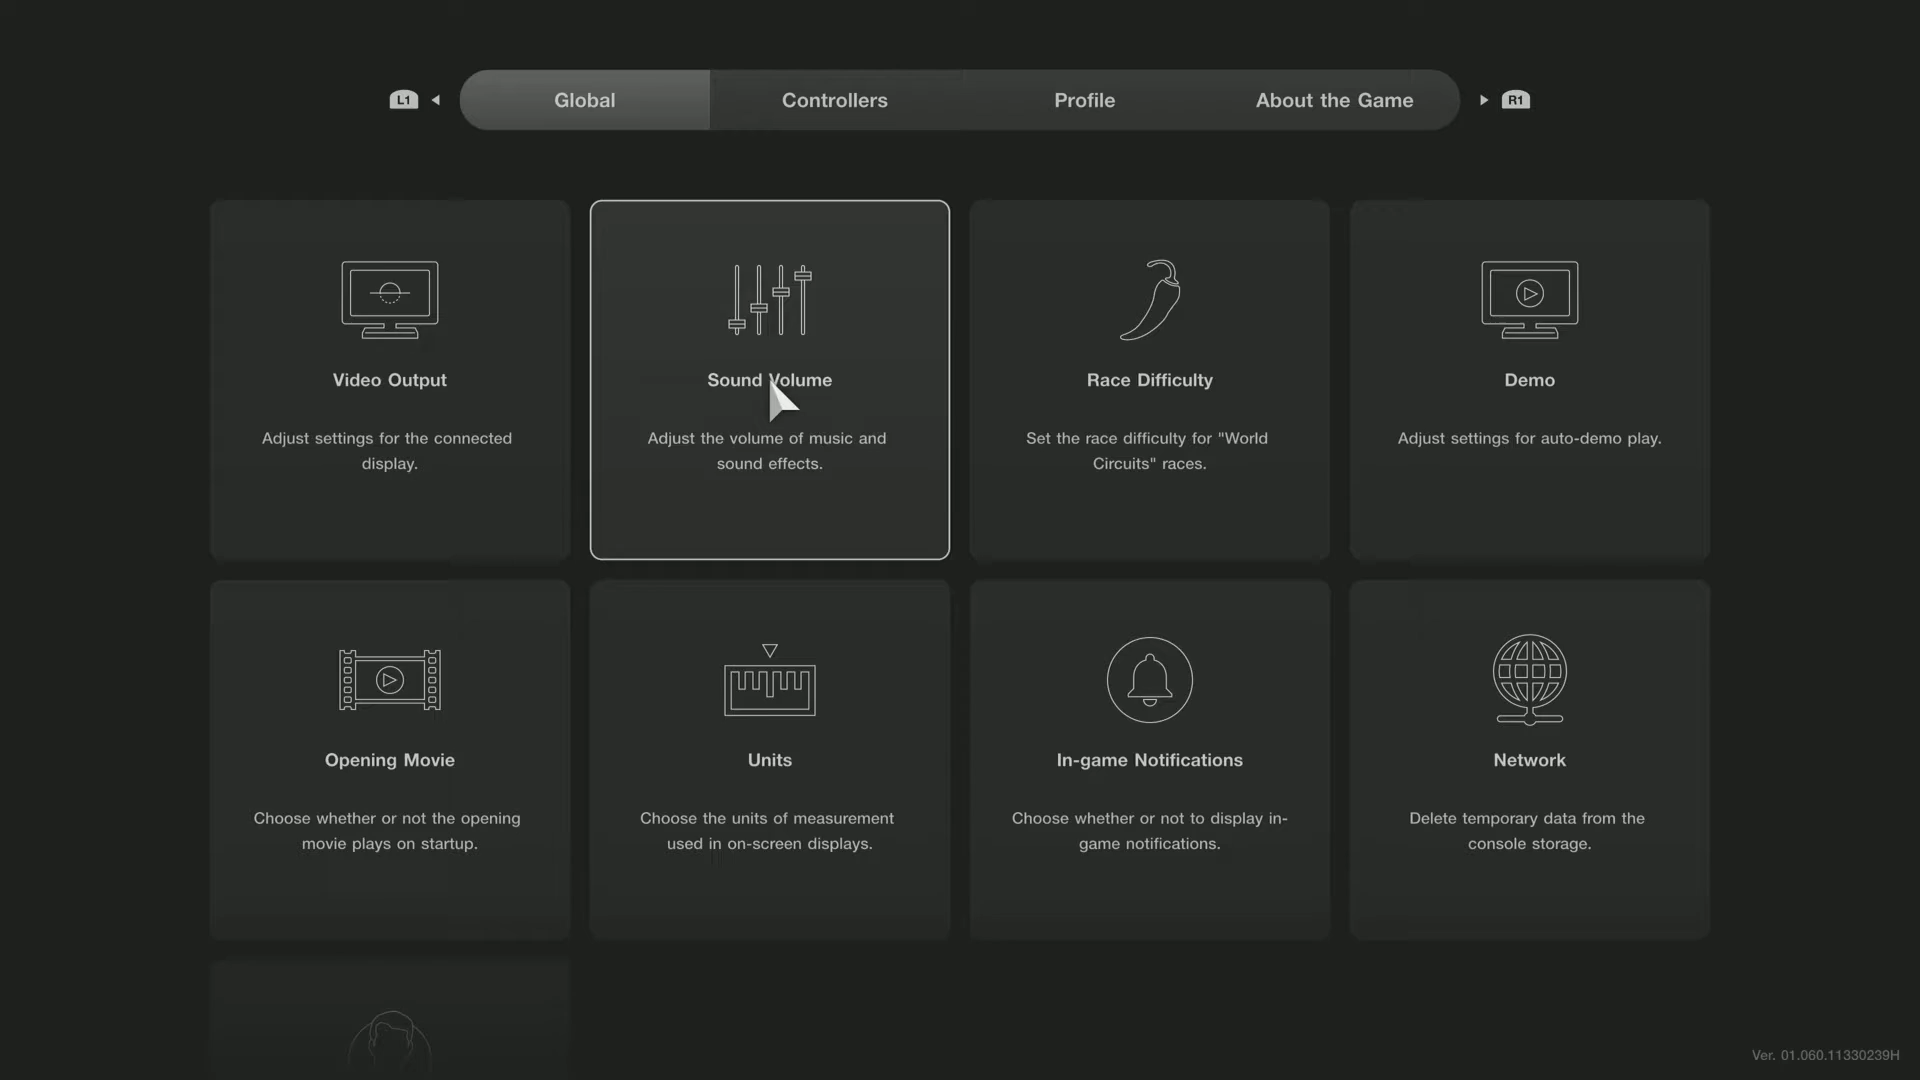 L1
Global
Controllers
Profile
About the Game
R1
Video Output
Adjust settings for the connected
display.
Sound Volume
Adjust the volume of music and
sound effects.
Race Difficulty
Set the race difficulty for "World
Circuits" races.
Demo
Adjust settings for auto-demo play.
Opening Movie
Choose whether or not the opening
movie plays on startup.
Units
Choose the units of measurement
used in on-screen displays.
In-game Notifications
Choose whether or not to display in-
game notifications.
Network
Delete temporary data from the
console storage.
Ver. 01.060.11330239H